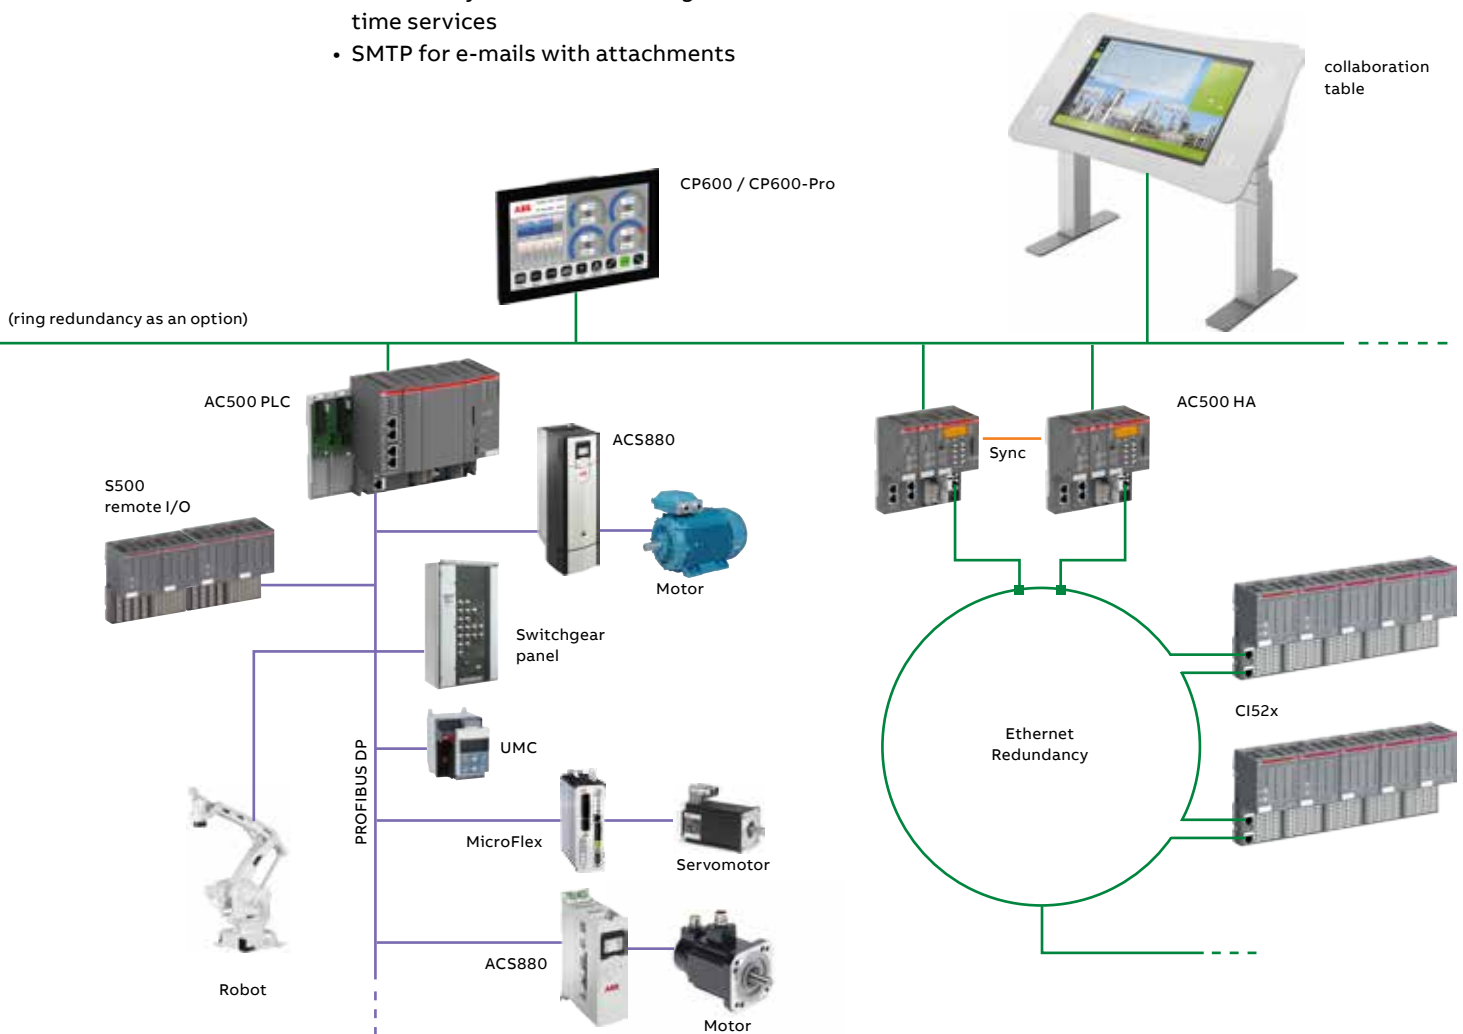 time services
• SMTP for e-mails with attachments
collaboration
table
CP600 / CP600-Pro
(ring redundancy as an option)
AC500 PLC
AC500 HA
ACS880
Sync
S500
remote I/O
Motor
Switchgear
panel
CI52x
UMC
Ethernet
Redundancy
PROFIBUS DP
MicroFlex
Servomotor
ACS880
Robot
Motor
ABB